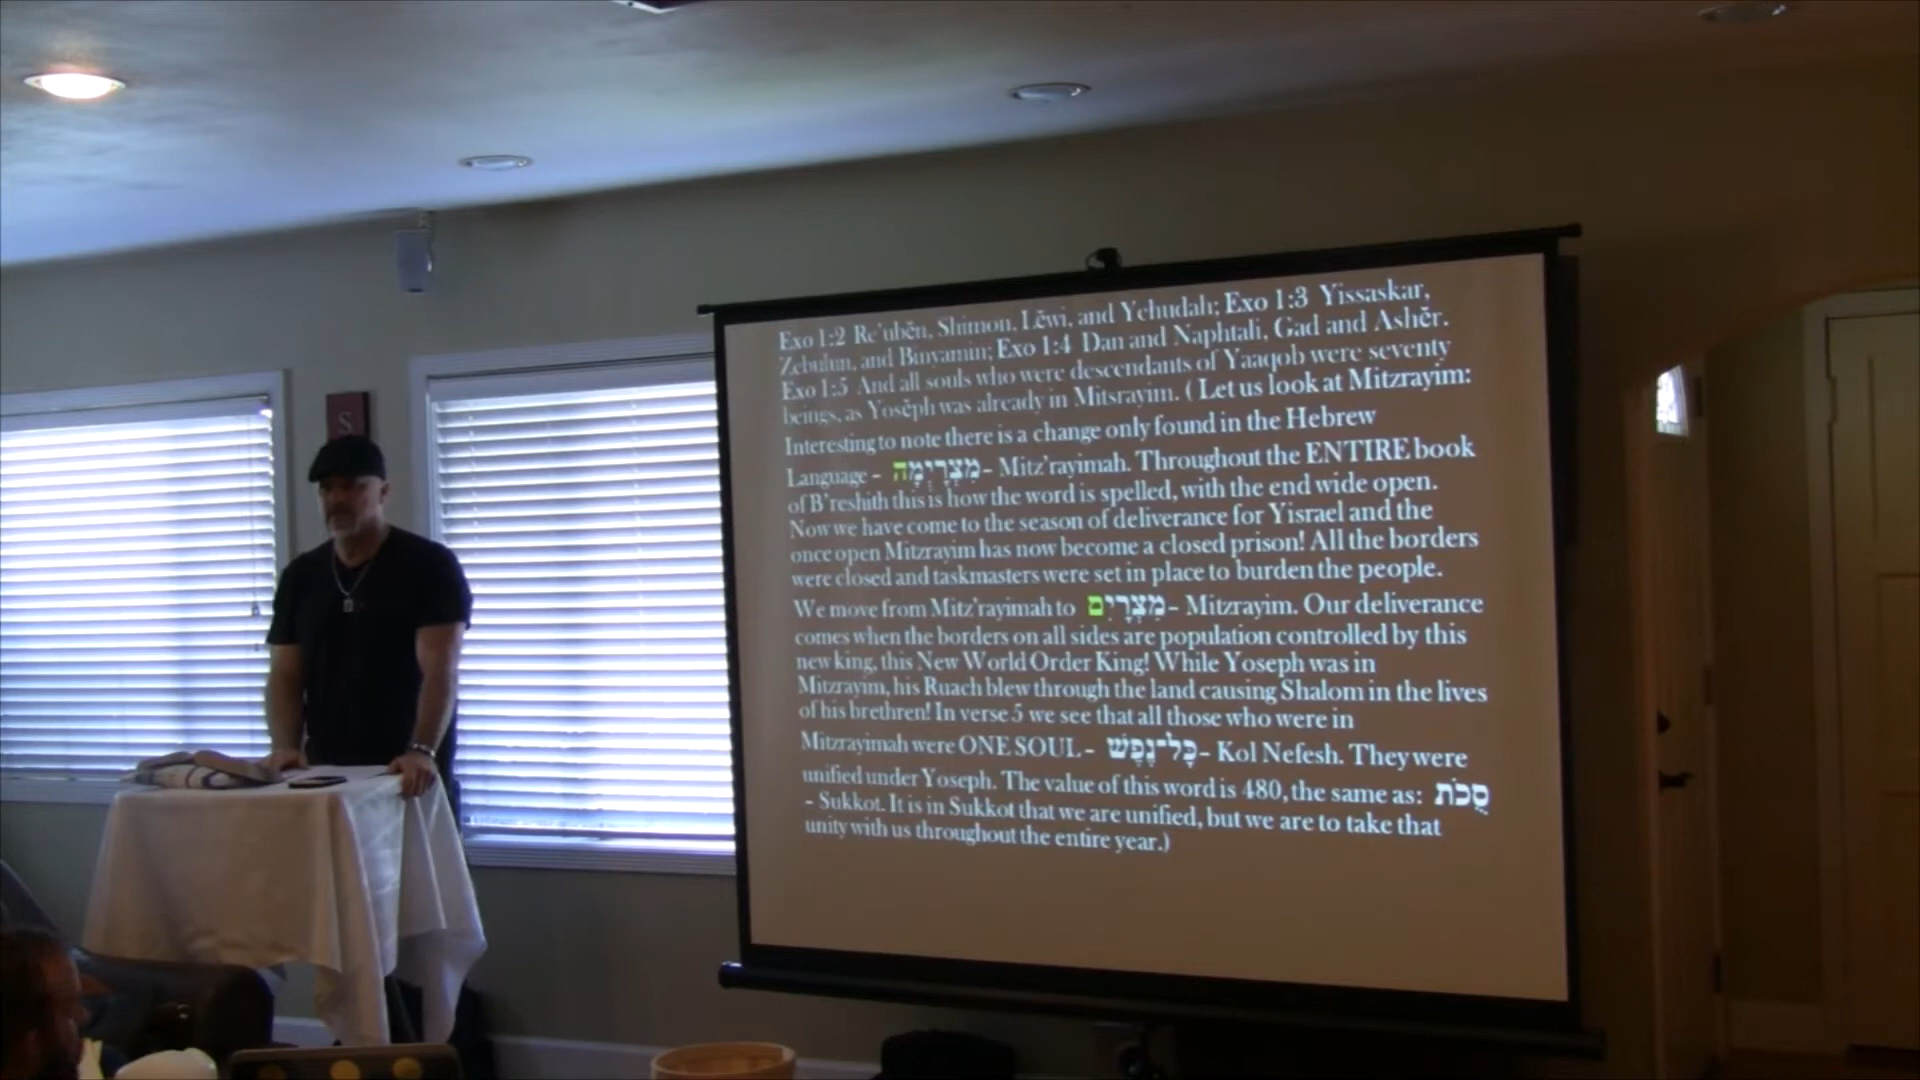 S
Exo 1:2 Re'ubĕn, Shimon, Lĕwi, and Yehudah; Exo 1:3 Yissaskar,
Zebulun, and Binyamin; Exo 1:4 Dan and Naphtali, Gad and Ashĕr.
Exo 1:5 And all souls who were descendants of Yaaqob were seventy
beings, as Yosĕph was already in Mitsrayim. ( Let us look at Mitzrayim:
Interesting to note there is a change only found in the Hebrew
Language - מִצְרָיְמָה- Mitz'rayimah. Throughout the ENTIRE book
of B'reshith this is how the word is spelled, with the end wide open.
Now we have come to the season of deliverance for Yisrael and the
once open Mitzrayim has now become a closed prison! All the borders
were closed and taskmasters were set in place to burden the people.
We move from Mitz'rayimah to מִצְרָיִם- Mitzrayim. Our deliverance
comes when the borders on all sides are population controlled by this
new king, this New World Order King! While Yoseph was in
Mitzrayim, his Ruach blew through the land causing Shalom in the lives
of his brethren! In verse 5 we see that all those who were in
Mitzrayimah were ONE SOUL - כָּל־נֶפֶשׁ- Kol Nefesh. They were
unified under Yoseph. The value of this word is 480, the same as: סֻכֹּת
- Sukkot. It is in Sukkot that we are unified, but we are to take that
unity with us throughout the entire year.)